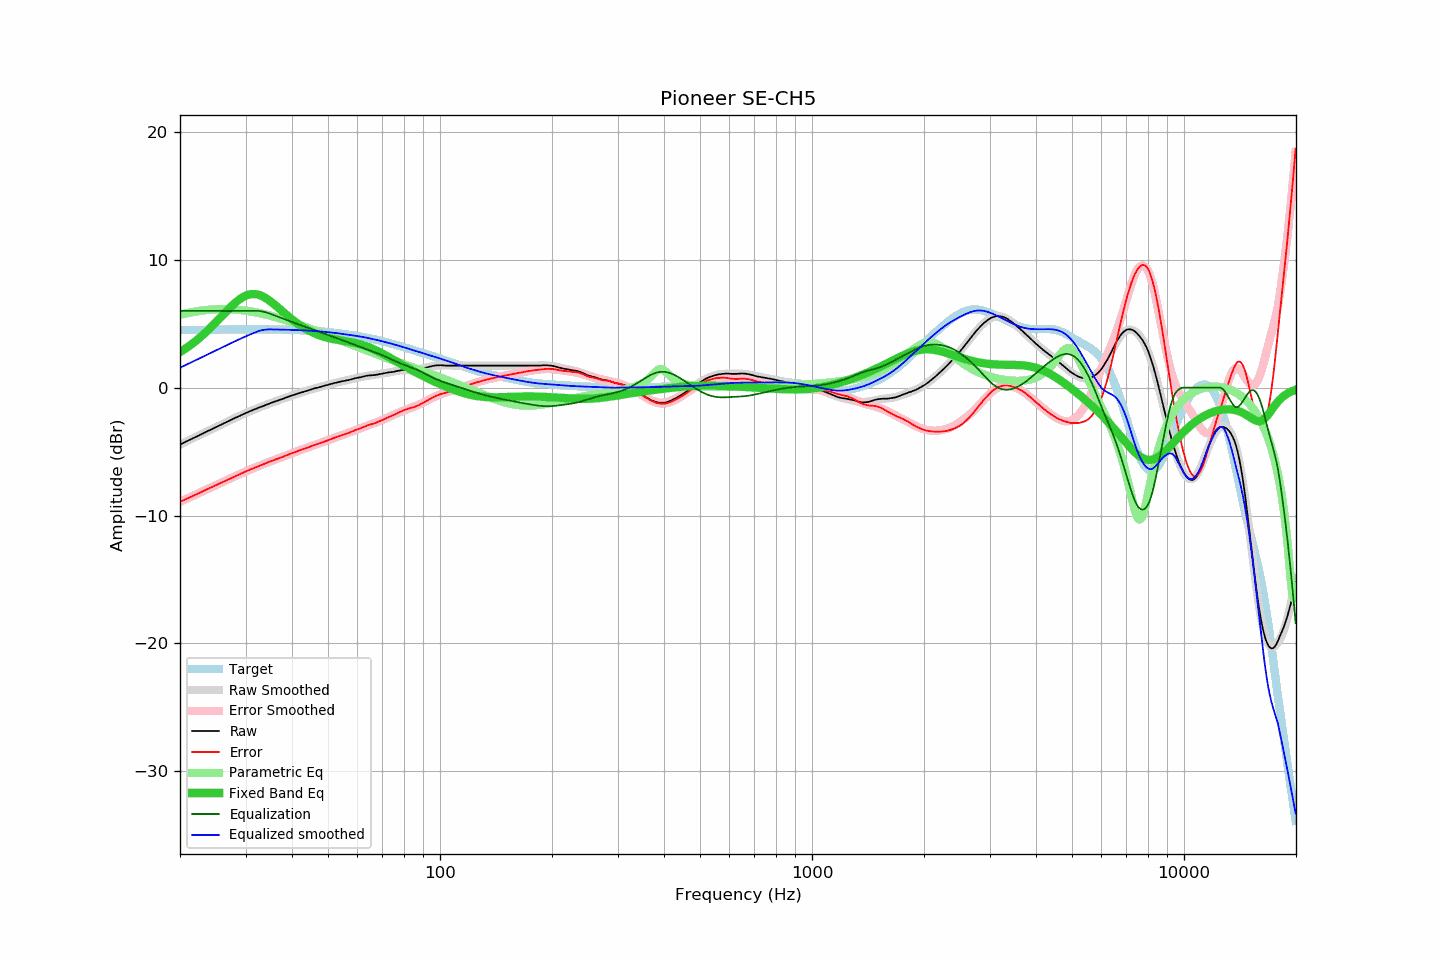 Pioneer SE-CH5
20
10
0
−10
−20
−30
Amplitude (dBr)
Target
Raw Smoothed
Error Smoothed
Raw
Error
Parametric Eq
Fixed Band Eq
Equalization
Equalized smoothed
100
1000
10000
Frequency (Hz)